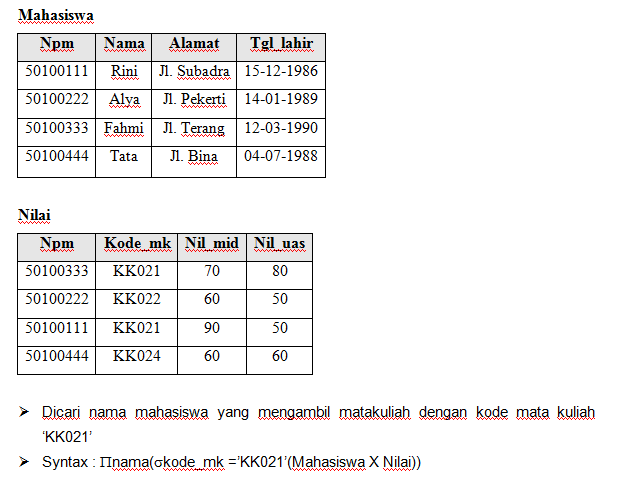 Mahasiswa
Npm Nama Alamat Tgl_lahir
50100111 Rini Jl. Subadra 15-12-1986
50100222 Alya Jl. Pekerti 14-01-1989
50100333 Fahmi Jl. Terang 12-03-1990
50100444 Tata Jl. Bina 04-07-1988
Nilai
Npm Kode_mk Nil_mid Nil_uas
50100333 KK021 70 80
50100222 KK022 60 50
50100111 KK021 90 50
50100444 KK024 60 60
➢ Dicari nama mahasiswa yang mengambil matakuliah dengan kode mata kuliah
‘KK021’
➢ Syntax : ∏nama(σkode_mk =’KK021’(Mahasiswa X Nilai))